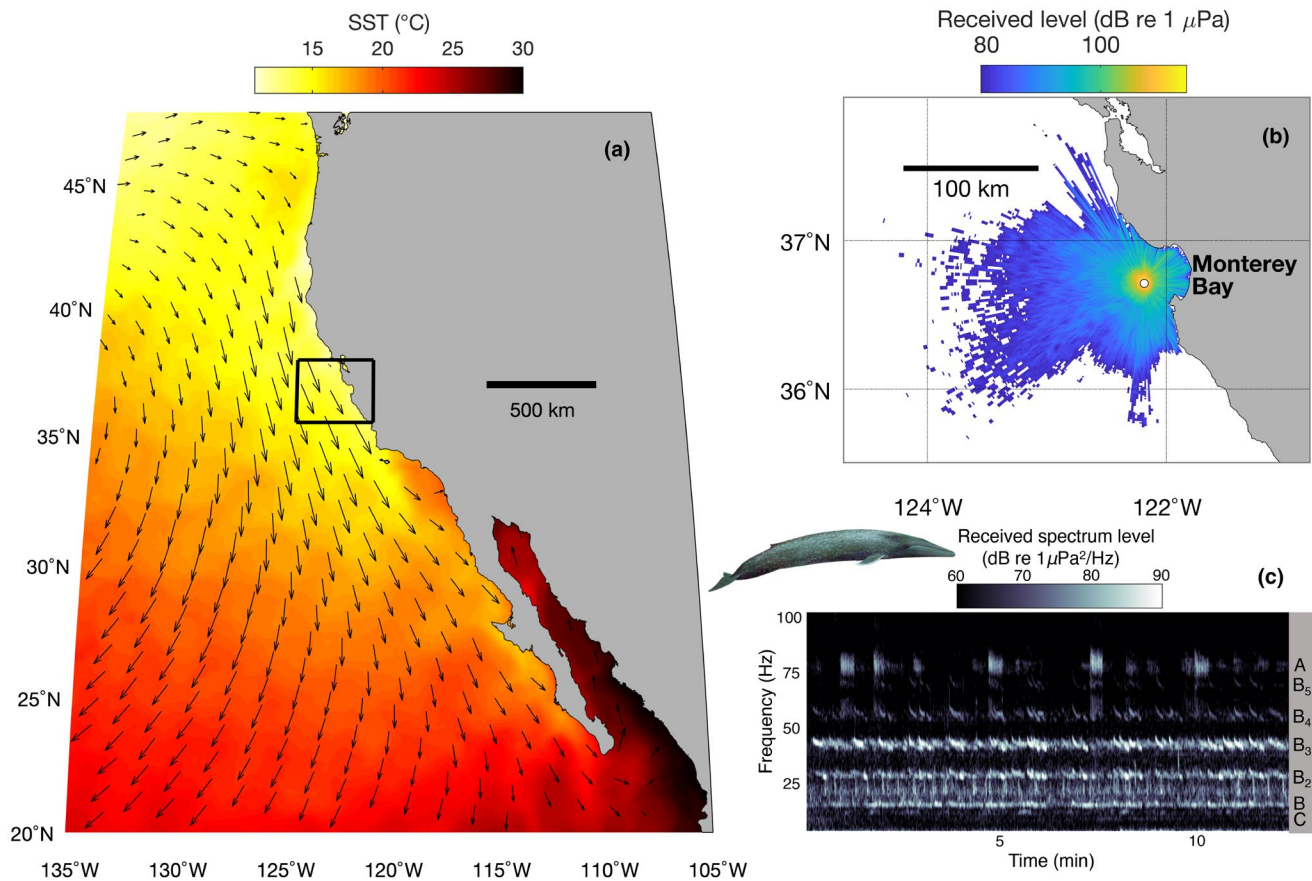 SST (°C)
15 20 25 30
(a)
45°N
40°N
35°N
30°N
25°N
20°N
500 km
135°W 130°W 125°W 120°W 115°W 110°W 105°W
Received level (dB re 1 μPa)
80 100
(b)
100 km
37°N
36°N
Monterey
Bay
124°W 122°W
Received spectrum level
(dB re 1μPa²/Hz)
60 70 80 90
(c)
Frequency (Hz)
100
75
50
25
A
B₅
B₄
B₃
B₂
B
C
5 10
Time (min)